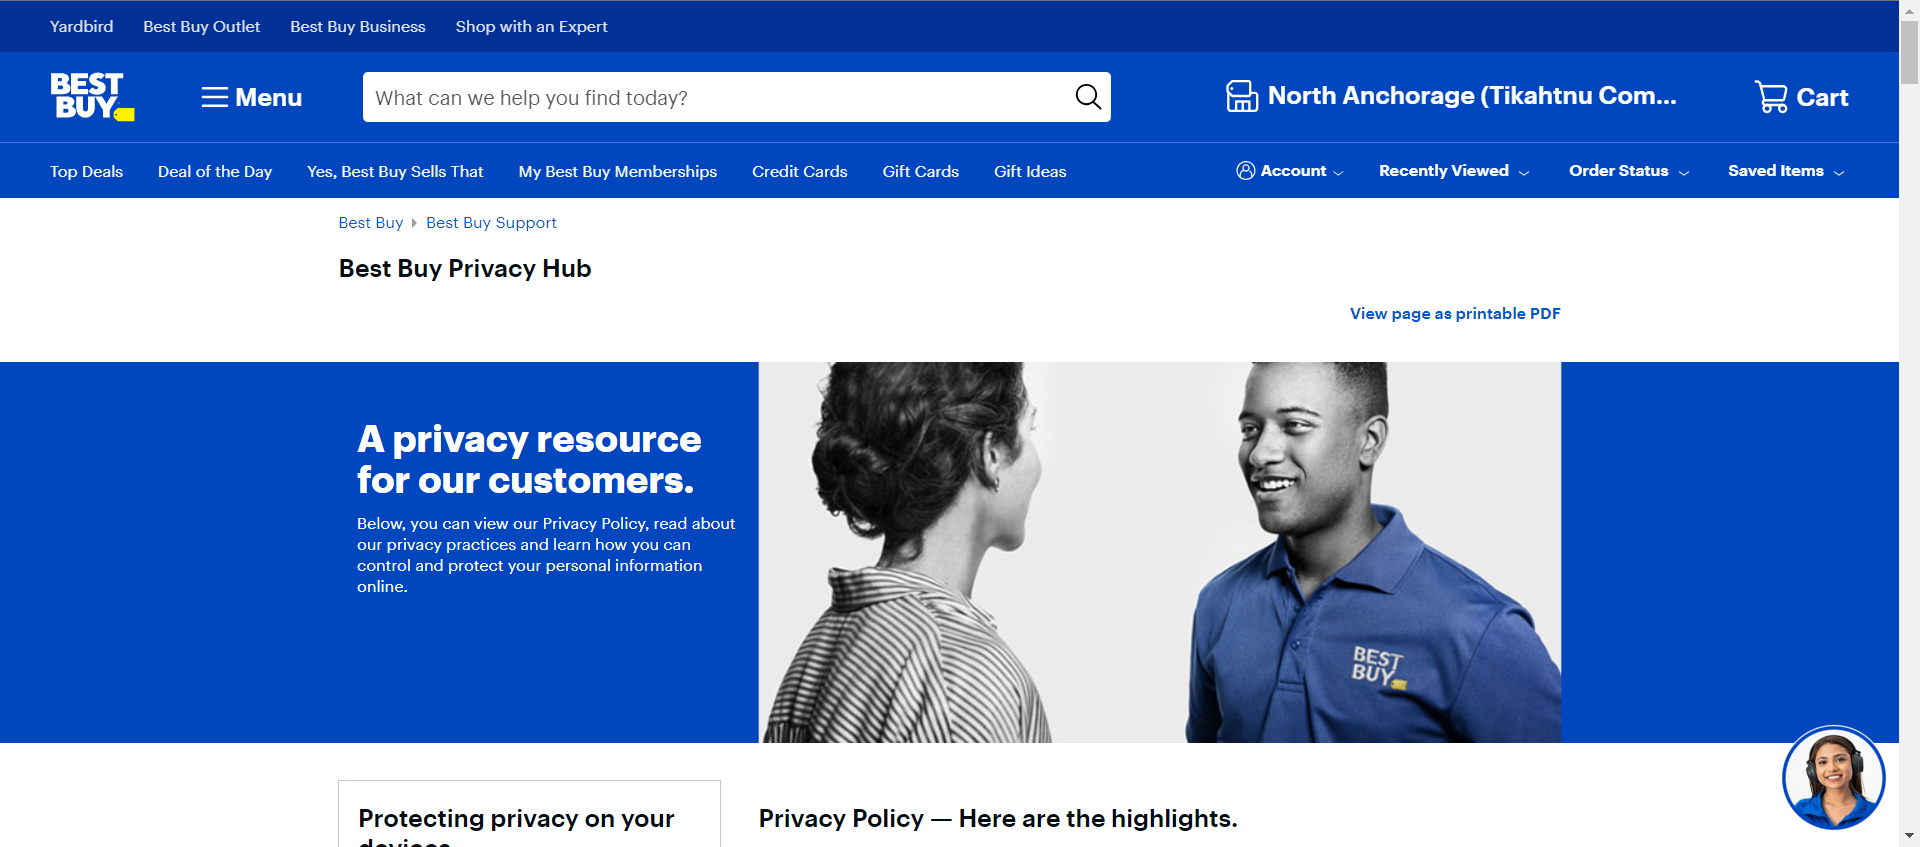 Yardbird Best Buy Outlet Best Buy Business Shop with an Expert
BEST
BUY
Menu
What can we help you find today?
North Anchorage (Tikahtnu Com...
Cart
Top Deals Deal of the Day Yes, Best Buy Sells That My Best Buy Memberships Credit Cards Gift Cards Gift Ideas Account Recently Viewed Order Status Saved Items
Best Buy Best Buy Support
Best Buy Privacy Hub
View page as printable PDF
A privacy resource
for our customers.
Below, you can view our Privacy Policy, read about
our privacy practices and learn how you can
control and protect your personal information
online.
BEST
BUY
Protecting privacy on your
devices
Privacy Policy — Here are the highlights.